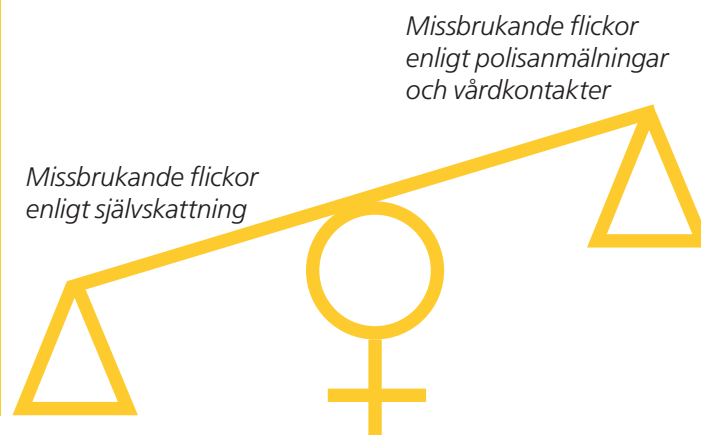 Missbrukande flickor
enligt polisanmälningar
och vårdkontakter
Missbrukande flickor
enligt självskattning